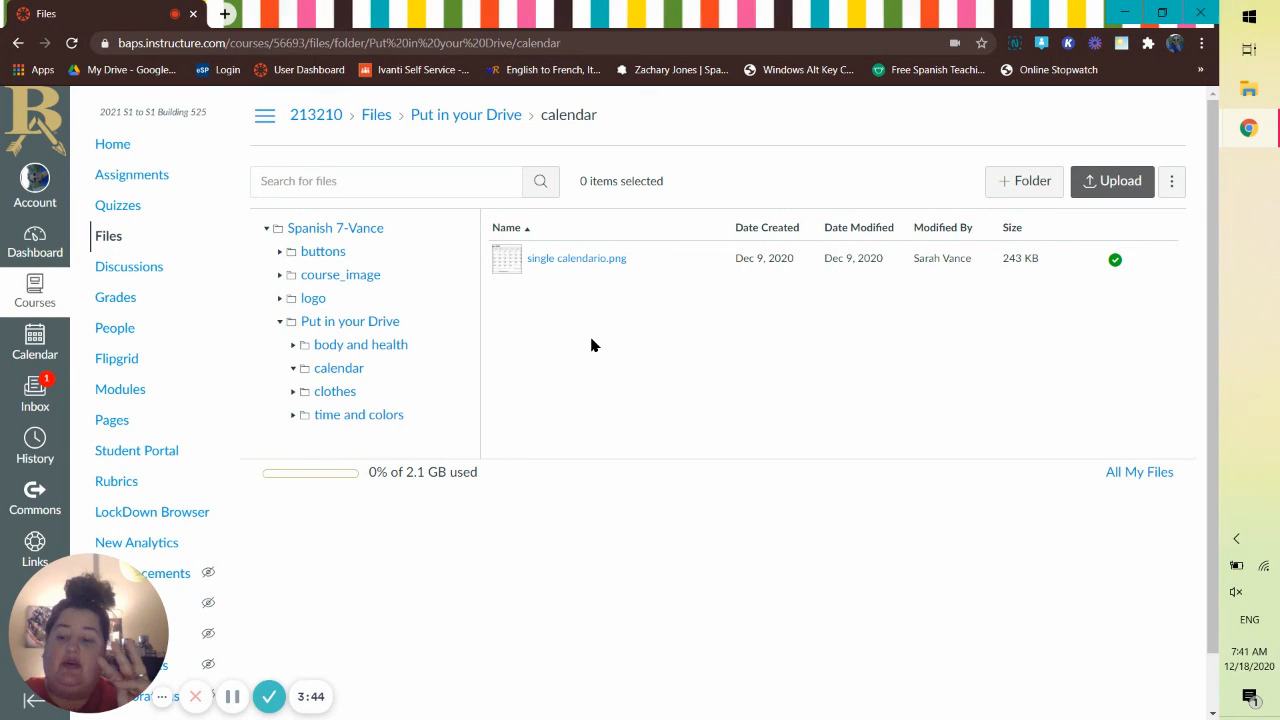 Files
baps.instructure.com/courses/56693/files/folder/Put%20in%20your%20Drive/calendar
Apps
My Drive - Google...
Login
User Dashboard
Ivanti Self Service -...
English to French, It...
Zachary Jones | Spa...
Windows Alt Key C...
Free Spanish Teachi...
Online Stopwatch
»
B
Account
Dashboard
Courses
Calendar
1
Inbox
History
Commons
Links
2021 S1 to S1 Building 525
Home
Assignments
Quizzes
Files
Discussions
Grades
People
Flipgrid
Modules
Pages
Student Portal
Rubrics
LockDown Browser
New Analytics
cements
213210 › Files › Put in your Drive › calendar
Search for files
0 items selected
+ Folder
Upload
Spanish 7-Vance
buttons
course_image
logo
Put in your Drive
body and health
calendar
clothes
time and colors
Name Date Created Date Modified Modified By Size
single calendario.png Dec 9, 2020 Dec 9, 2020 Sarah Vance 243 KB
0% of 2.1 GB used
All My Files
3:44
ENG
7:41 AM
12/18/2020
1